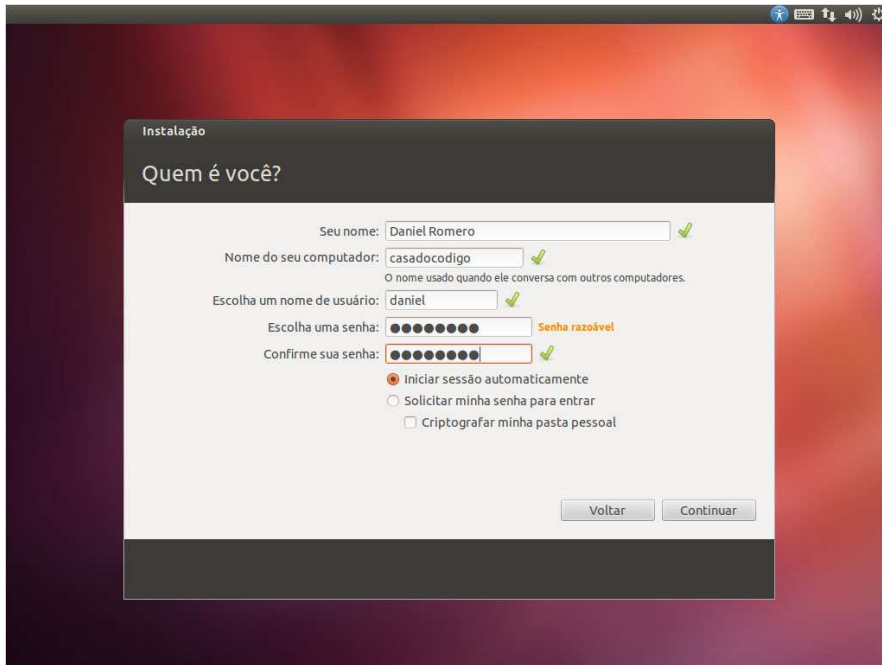 Instalação
Quem é você?
Seu nome: Daniel Romero
Nome do seu computador: casadocodigo
O nome usado quando ele conversa com outros computadores.
Escolha um nome de usuário: daniel
Escolha uma senha: ●●●●●●●● Senha razoável
Confirme sua senha: ●●●●●●●●
Iniciar sessão automaticamente
Solicitar minha senha para entrar
Criptografar minha pasta pessoal
Voltar Continuar